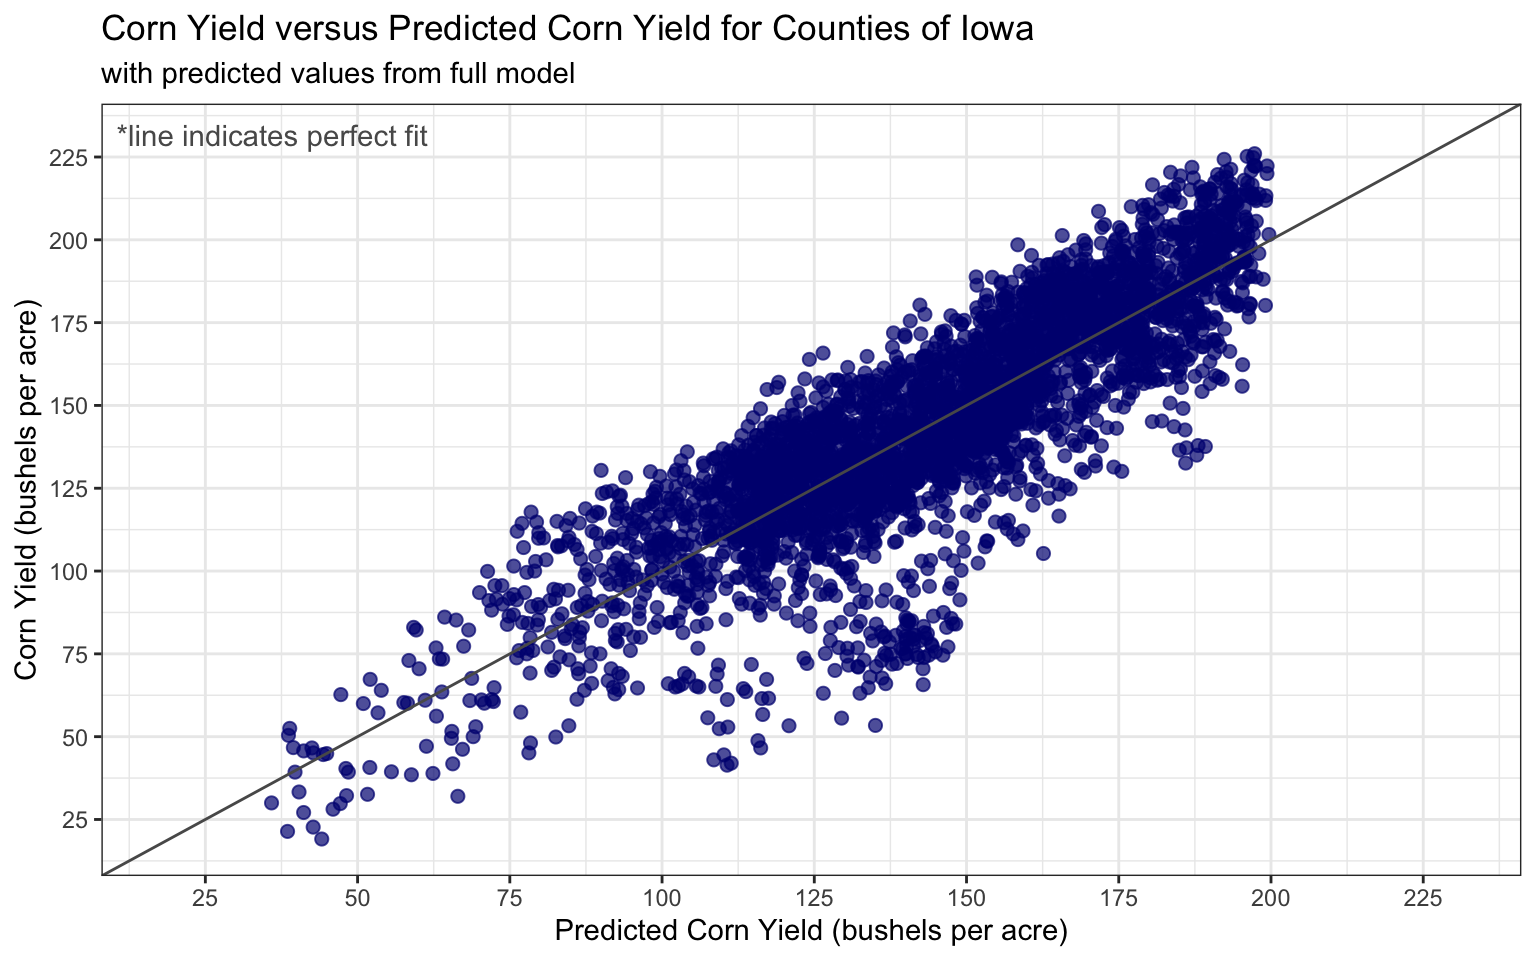 Corn Yield versus Predicted Corn Yield for Counties of Iowa
with predicted values from full model
*line indicates perfect fit
Corn Yield (bushels per acre)
225
200
175
150
125
100
75
50
25
25 50 75 100 125 150 175 200 225
Predicted Corn Yield (bushels per acre)